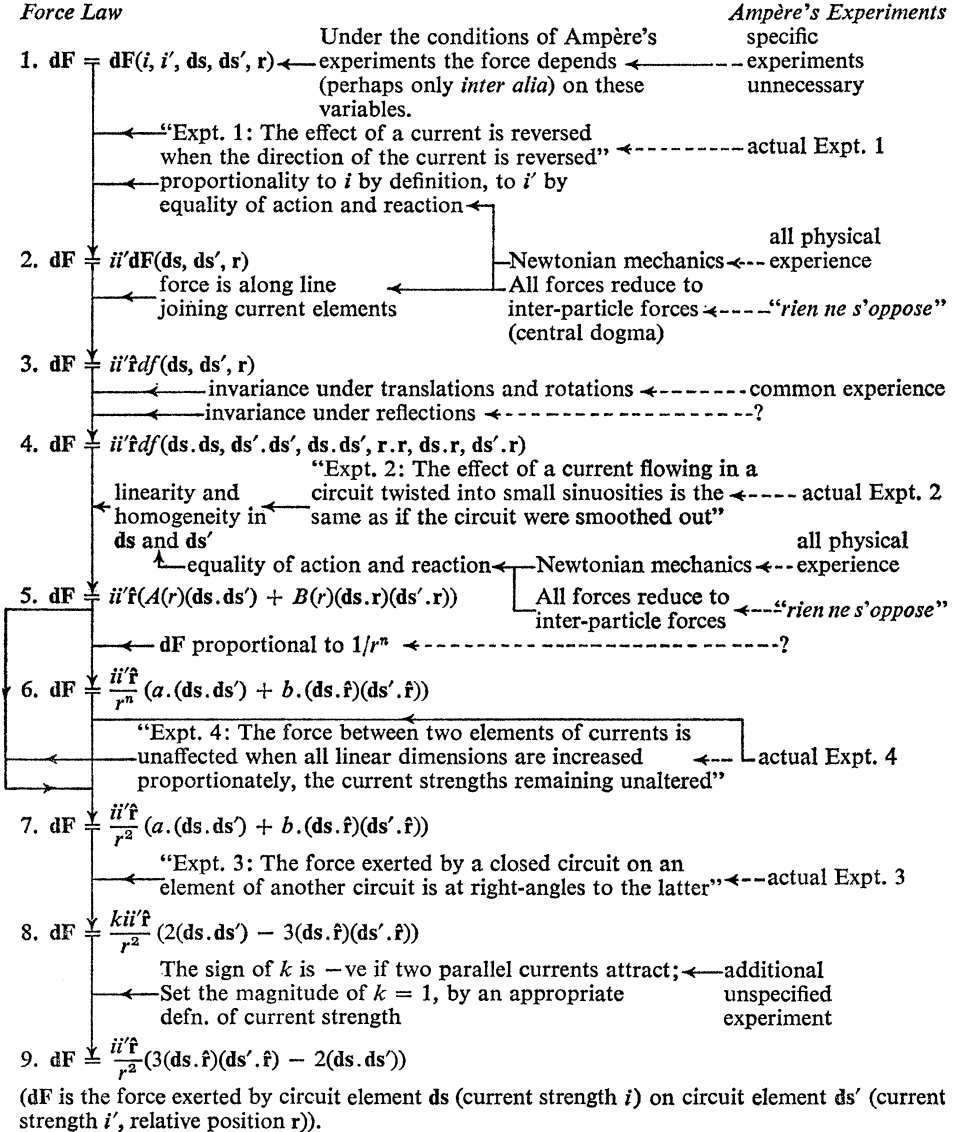 Force Law Ampère's Experiments
Under the conditions of Ampère's specific
1. dF = dF(i, i′, ds, ds′, r) experiments the force depends experiments
(perhaps only inter alia) on these unnecessary
variables.
"Expt. 1: The effect of a current is reversed
when the direction of the current is reversed" actual Expt. 1
proportionality to i by definition, to i′ by
equality of action and reaction
all physical
2. dF = ii′dF(ds, ds′, r) Newtonian mechanics experience
force is along line All forces reduce to
joining current elements inter-particle forces "rien ne s'oppose"
(central dogma)
3. dF = ii′r̂df(ds, ds′, r)
invariance under translations and rotations common experience
invariance under reflections ?
4. dF = ii′r̂df(ds.ds, ds′.ds′, ds.ds′, r.r, ds.r, ds′.r)
"Expt. 2: The effect of a current flowing in a
linearity and circuit twisted into small sinuosities is the actual Expt. 2
homogeneity in same as if the circuit were smoothed out"
ds and ds′ all physical
equality of action and reaction Newtonian mechanics experience
5. dF = ii′r̂(A(r)(ds.ds′) + B(r)(ds.r)(ds′.r)) All forces reduce to
inter-particle forces "rien ne s'oppose"
dF proportional to 1/rⁿ ?
6. dF = ii′r̂/rⁿ (a.(ds.ds′) + b.(ds.r̂)(ds′.r̂))
"Expt. 4: The force between two elements of currents is
unaffected when all linear dimensions are increased actual Expt. 4
proportionately, the current strengths remaining unaltered"
7. dF = ii′r̂/r² (a.(ds.ds′) + b.(ds.r̂)(ds′.r̂))
"Expt. 3: The force exerted by a closed circuit on an
element of another circuit is at right-angles to the latter" actual Expt. 3
8. dF = kii′r̂/r² (2(ds.ds′) − 3(ds.r̂)(ds′.r̂))
The sign of k is −ve if two parallel currents attract; additional
Set the magnitude of k = 1, by an appropriate unspecified
defn. of current strength experiment
9. dF = ii′r̂/r² (3(ds.r̂)(ds′.r̂) − 2(ds.ds′))
(dF is the force exerted by circuit element ds (current strength i) on circuit element ds′ (current
strength i′, relative position r)).